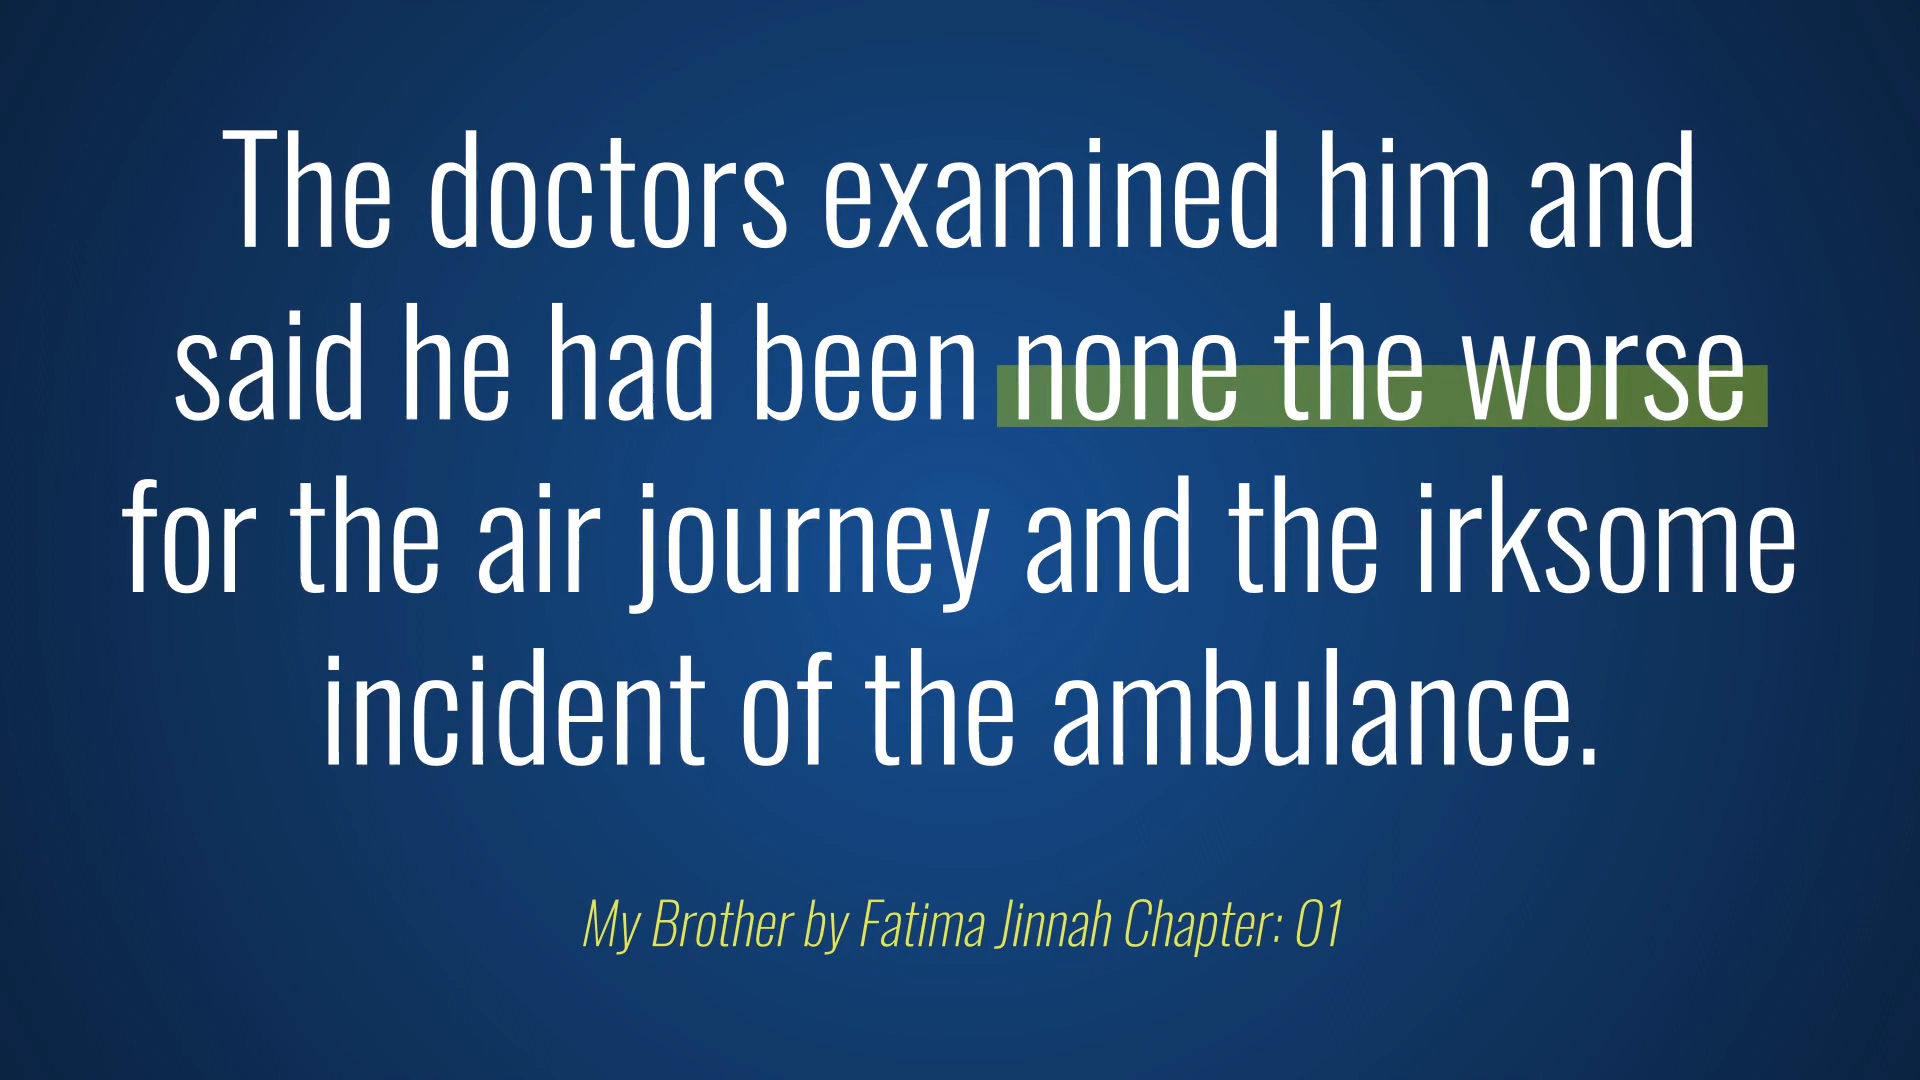 The doctors examined him and
said he had been none the worse
for the air journey and the irksome
incident of the ambulance.
My Brother by Fatima Jinnah Chapter: 01